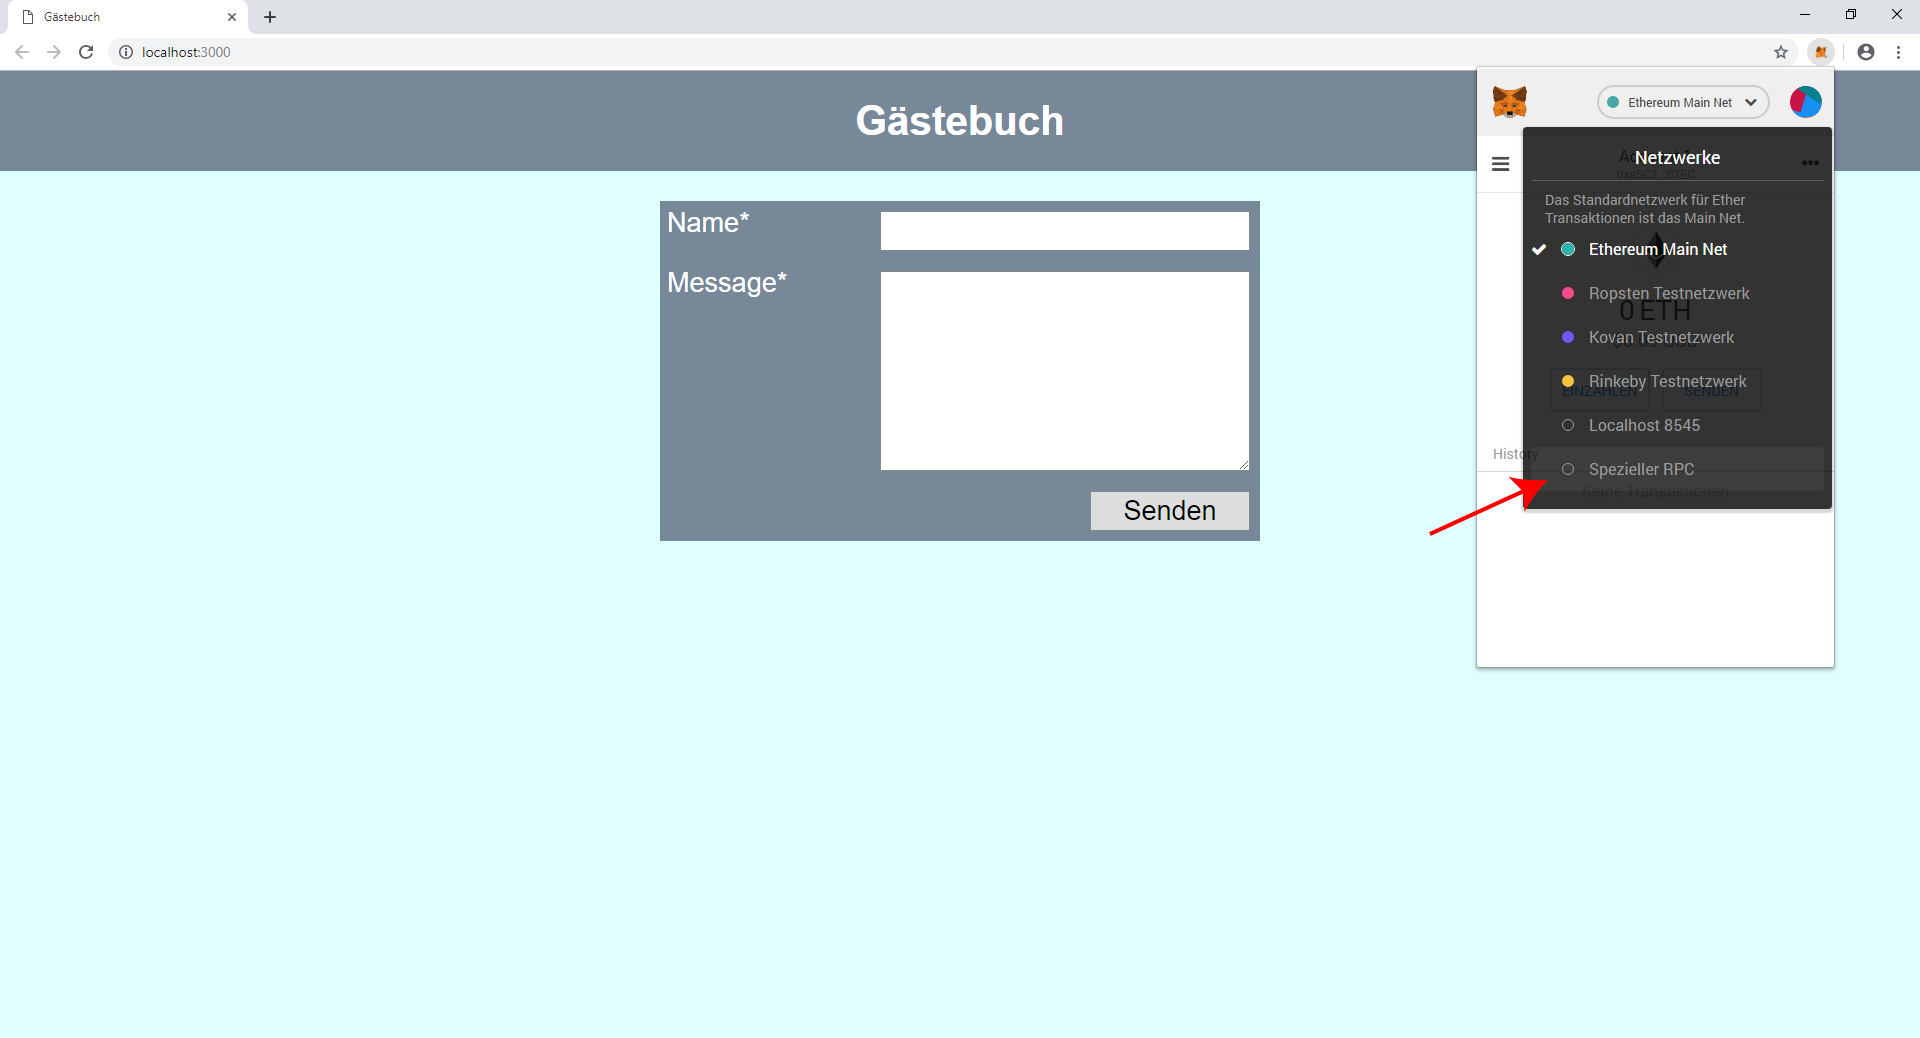 Gästebuch
localhost:3000
Gästebuch
Name*
Message*
Senden
Ethereum Main Net
Netzwerke
Das Standardnetzwerk für Ether
Transaktionen ist das Main Net.
Ethereum Main Net
Ropsten Testnetzwerk
0 ETH
Kovan Testnetzwerk
Rinkeby Testnetzwerk
EINZAHLEN
SENDEN
Localhost 8545
History
Spezieller RPC
Keine Transaktionen